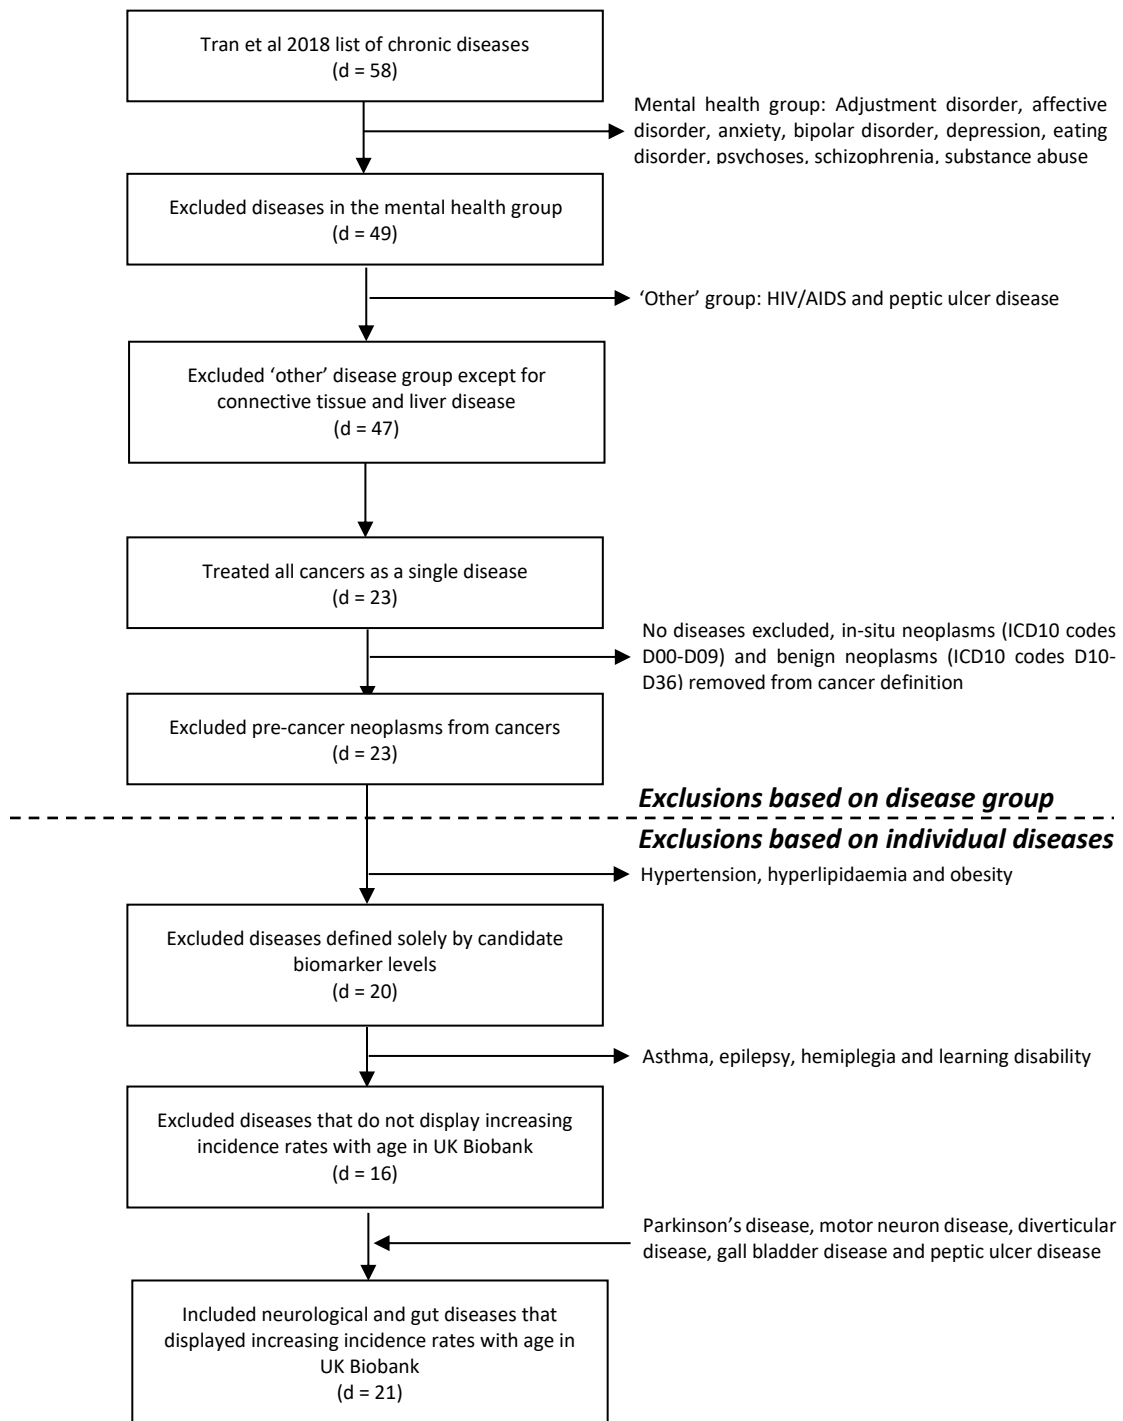 Tran et al 2018 list of chronic diseases
(d = 58)
Mental health group: Adjustment disorder, affective
disorder, anxiety, bipolar disorder, depression, eating
disorder, psychoses, schizophrenia, substance abuse
Excluded diseases in the mental health group
(d = 49)
‘Other’ group: HIV/AIDS and peptic ulcer disease
Excluded ‘other’ disease group except for
connective tissue and liver disease
(d = 47)
Treated all cancers as a single disease
(d = 23)
No diseases excluded, in-situ neoplasms (ICD10 codes
D00-D09) and benign neoplasms (ICD10 codes D10-
D36) removed from cancer definition
Excluded pre-cancer neoplasms from cancers
(d = 23)
Exclusions based on disease group
Exclusions based on individual diseases
Hypertension, hyperlipidaemia and obesity
Excluded diseases defined solely by candidate
biomarker levels
(d = 20)
Asthma, epilepsy, hemiplegia and learning disability
Excluded diseases that do not display increasing
incidence rates with age in UK Biobank
(d = 16)
Parkinson’s disease, motor neuron disease, diverticular
disease, gall bladder disease and peptic ulcer disease
Included neurological and gut diseases that
displayed increasing incidence rates with age in
UK Biobank
(d = 21)